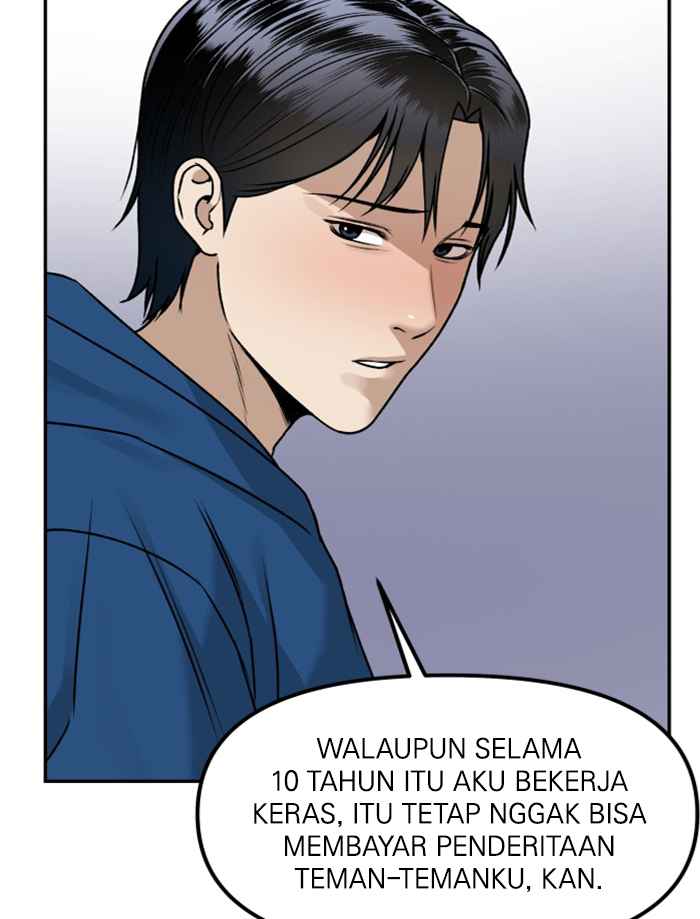 WALAUPUN SELAMA
10 TAHUN ITU AKU BEKERJA
KERAS, ITU TETAP NGGAK BISA
MEMBAYAR PENDERITAAN
TEMAN-TEMANKU, KAN.